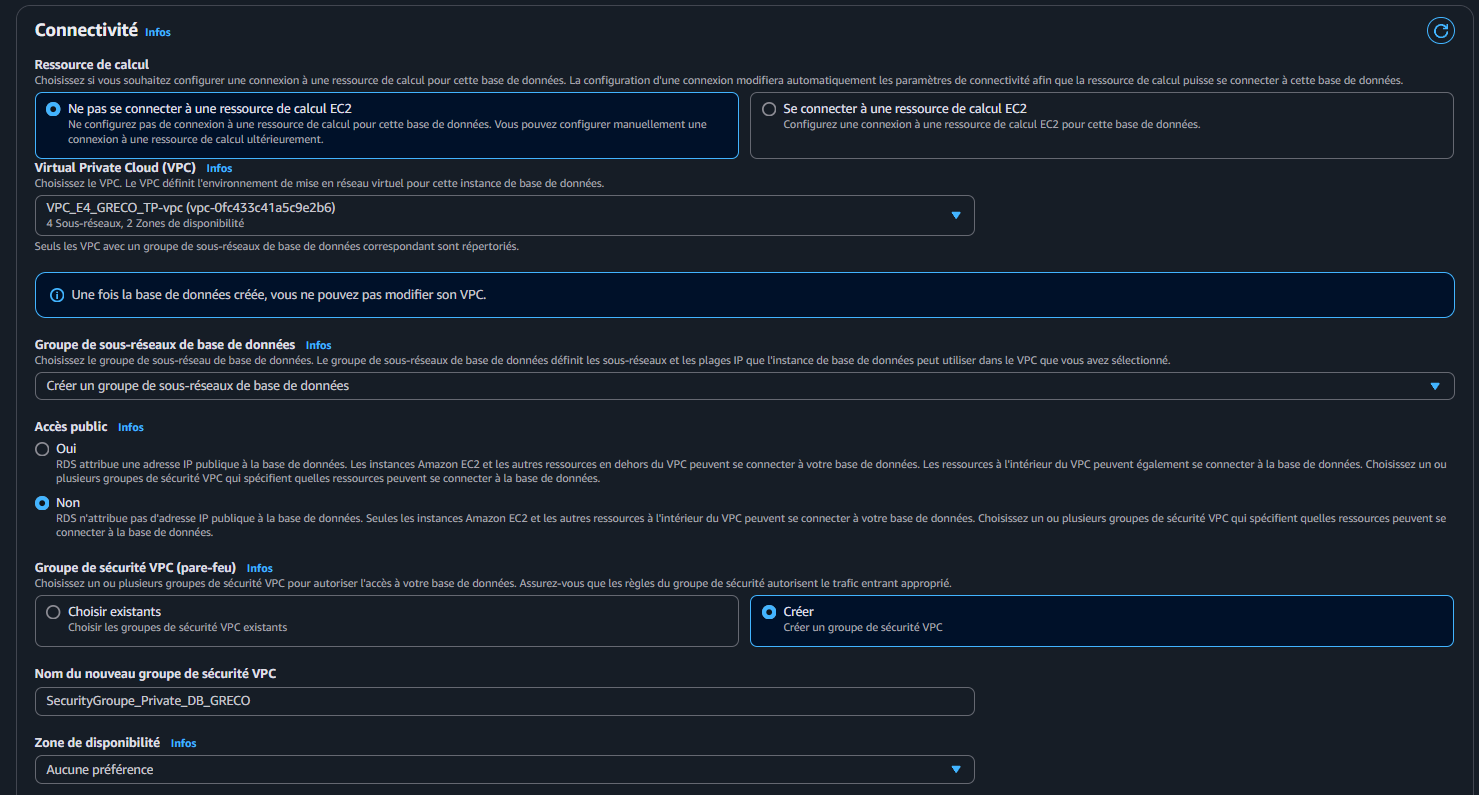 Connectivité Infos
Ressource de calcul
Choisissez si vous souhaitez configurer une connexion à une ressource de calcul pour cette base de données. La configuration d'une connexion modifiera automatiquement les paramètres de connectivité afin que la ressource de calcul puisse se connecter à cette base de données.
Ne pas se connecter à une ressource de calcul EC2
Ne configurez pas de connexion à une ressource de calcul pour cette base de données. Vous pouvez configurer manuellement une
connexion à une ressource de calcul ultérieurement.
Se connecter à une ressource de calcul EC2
Configurez une connexion à une ressource de calcul EC2 pour cette base de données.
Virtual Private Cloud (VPC) Infos
Choisissez le VPC. Le VPC définit l'environnement de mise en réseau virtuel pour cette instance de base de données.
VPC_E4_GRECO_TP-vpc (vpc-0fc433c41a5c9e2b6)
4 Sous-réseaux, 2 Zones de disponibilité
Seuls les VPC avec un groupe de sous-réseaux de base de données correspondant sont répertoriés.
Une fois la base de données créée, vous ne pouvez pas modifier son VPC.
Groupe de sous-réseaux de base de données Infos
Choisissez le groupe de sous-réseau de base de données. Le groupe de sous-réseaux de base de données définit les sous-réseaux et les plages IP que l'instance de base de données peut utiliser dans le VPC que vous avez sélectionné.
Créer un groupe de sous-réseaux de base de données
Accès public Infos
Oui
RDS attribue une adresse IP publique à la base de données. Les instances Amazon EC2 et les autres ressources en dehors du VPC peuvent se connecter à votre base de données. Les ressources à l'intérieur du VPC peuvent également se connecter à la base de données. Choisissez un ou
plusieurs groupes de sécurité VPC qui spécifient quelles ressources peuvent se connecter à la base de données.
Non
RDS n'attribue pas d'adresse IP publique à la base de données. Seules les instances Amazon EC2 et les autres ressources à l'intérieur du VPC peuvent se connecter à votre base de données. Choisissez un ou plusieurs groupes de sécurité VPC qui spécifient quelles ressources peuvent se
connecter à la base de données.
Groupe de sécurité VPC (pare-feu) Infos
Choisissez un ou plusieurs groupes de sécurité VPC pour autoriser l'accès à votre base de données. Assurez-vous que les règles du groupe de sécurité autorisent le trafic entrant approprié.
Choisir existants
Choisir les groupes de sécurité VPC existants
Créer
Créer un groupe de sécurité VPC
Nom du nouveau groupe de sécurité VPC
SecurityGroupe_Private_DB_GRECO
Zone de disponibilité Infos
Aucune préférence